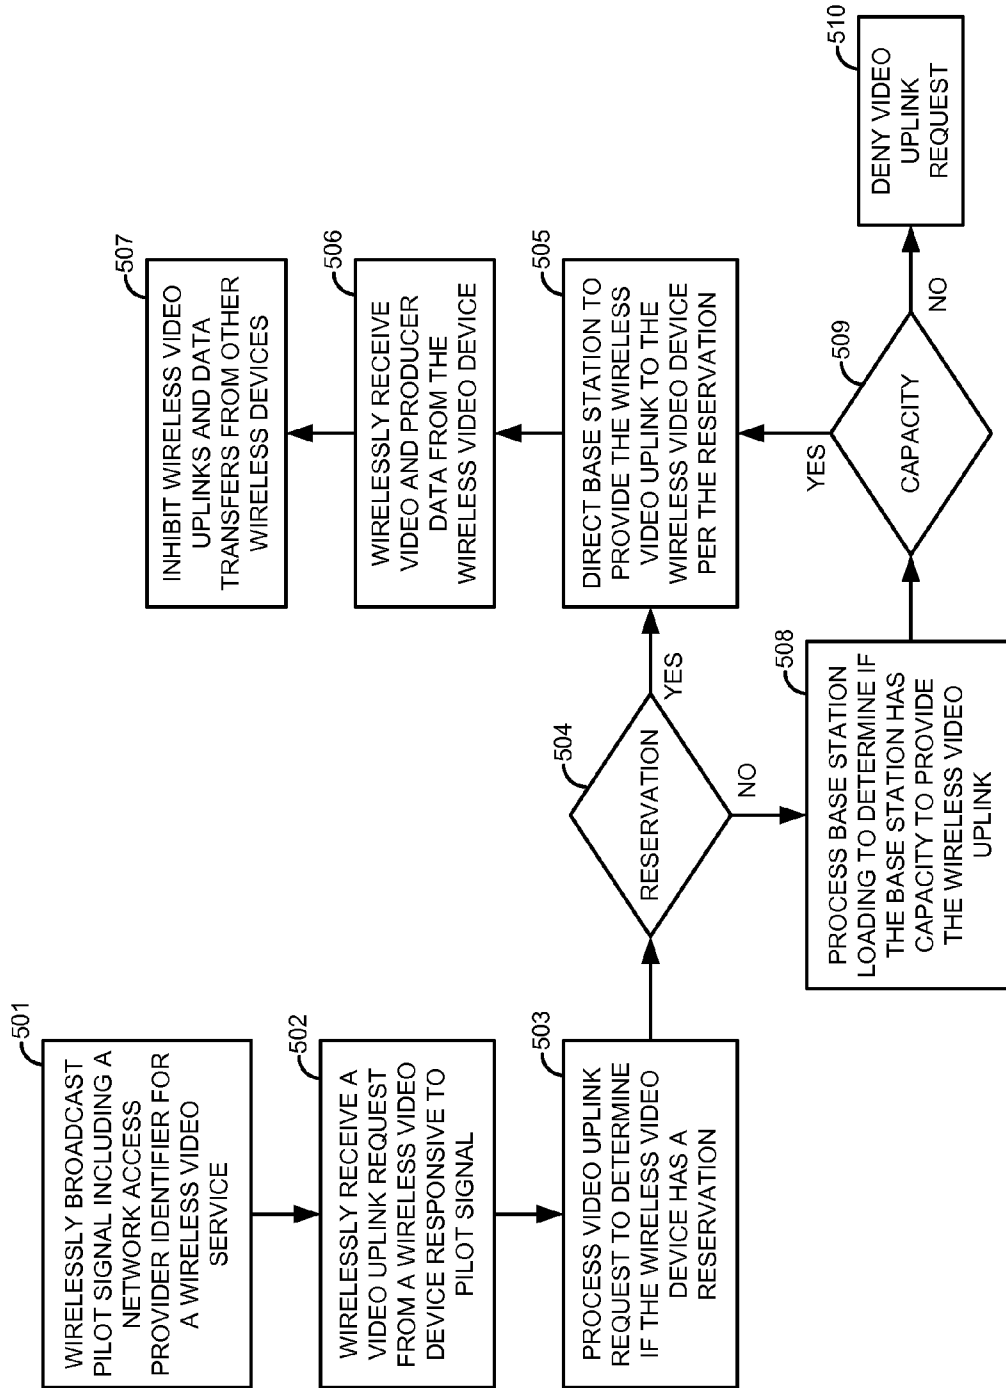 501
WIRELESSLY BROADCAST
PILOT SIGNAL INCLUDING A
NETWORK ACCESS
PROVIDER IDENTIFIER FOR
A WIRELESS VIDEO
SERVICE
502
WIRELESSLY RECEIVE A
VIDEO UPLINK REQUEST
FROM A WIRELESS VIDEO
DEVICE RESPONSIVE TO
PILOT SIGNAL
503
PROCESS VIDEO UPLINK
REQUEST TO DETERMINE
IF THE WIRELESS VIDEO
DEVICE HAS A
RESERVATION
504
RESERVATION
YES
NO
505
DIRECT BASE STATION TO
PROVIDE THE WIRELESS
VIDEO UPLINK TO THE
WIRELESS VIDEO DEVICE
PER THE RESERVATION
506
WIRELESSLY RECEIVE
VIDEO AND PRODUCER
DATA FROM THE
WIRELESS VIDEO DEVICE
507
INHIBIT WIRELESS VIDEO
UPLINKS AND DATA
TRANSFERS FROM OTHER
WIRELESS DEVICES
508
PROCESS BASE STATION
LOADING TO DETERMINE IF
THE BASE STATION HAS
CAPACITY TO PROVIDE
THE WIRELESS VIDEO
UPLINK
509
CAPACITY
YES
NO
510
DENY VIDEO
UPLINK
REQUEST